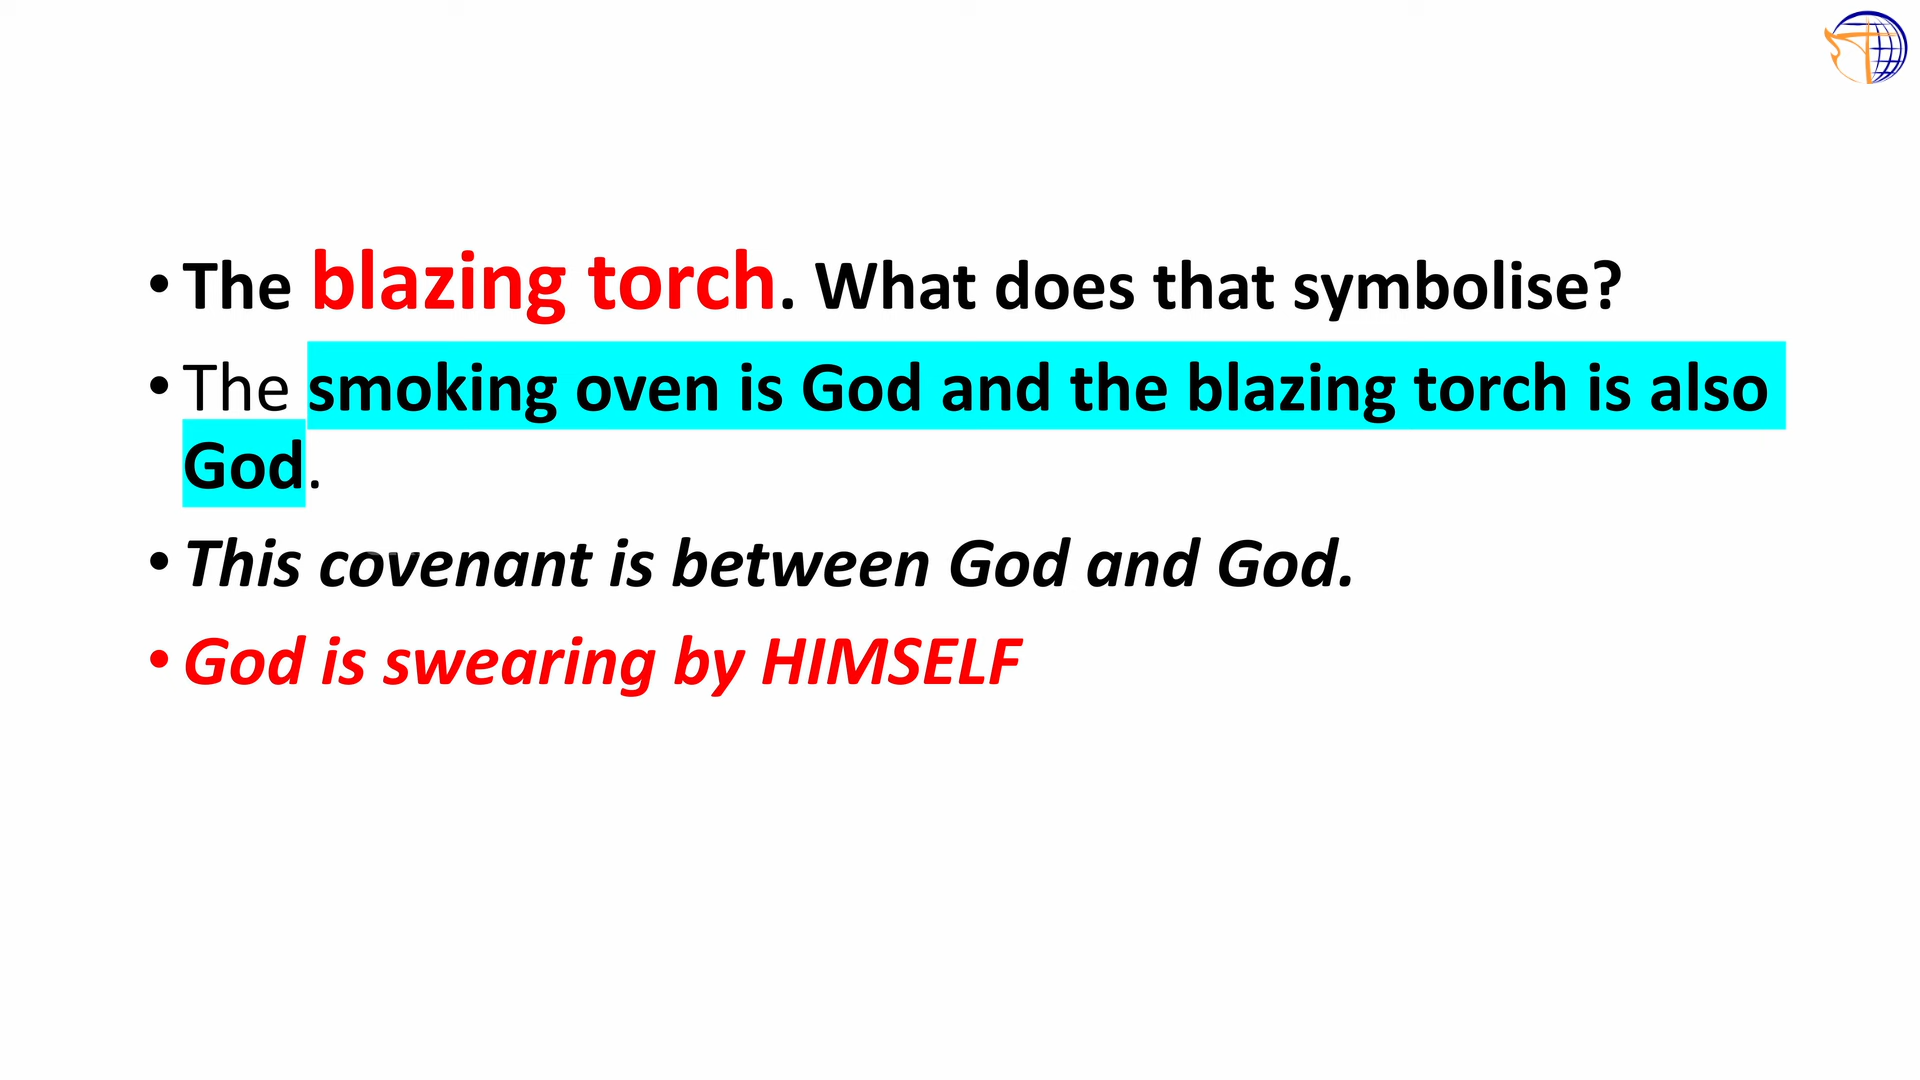 • The blazing torch. What does that symbolise?
• The smoking oven is God and the blazing torch is also
God.
• This covenant is between God and God.
• God is swearing by HIMSELF